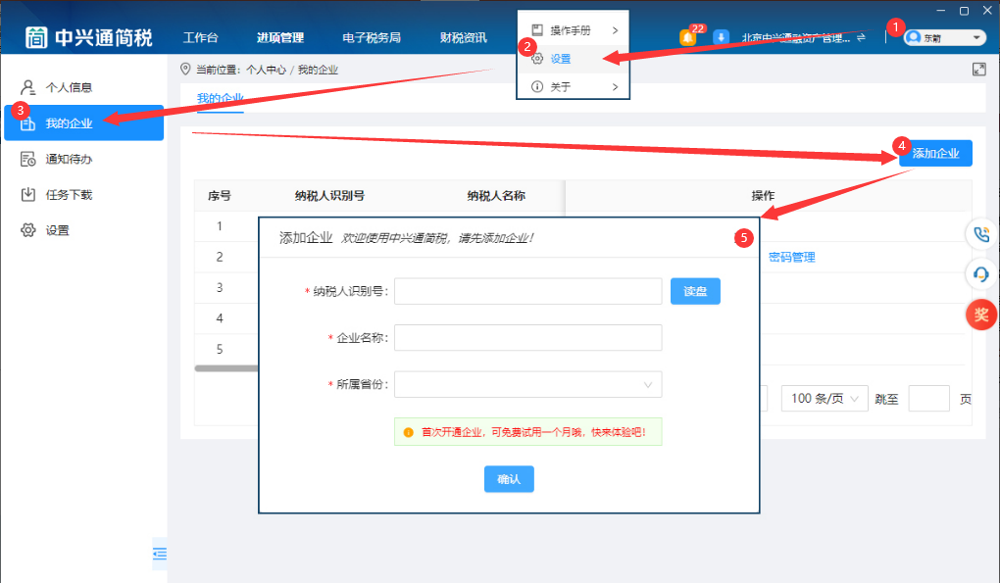 简 中兴通简税
工作台
进项管理
电子税务局
财税资讯
操作手册
设置
关于
2
22
北京中兴通融资产管理...
1
东箭
个人信息
3
我的企业
通知待办
任务下载
设置
当前位置：个人中心 / 我的企业
我的企业
4
添加企业
序号
纳税人识别号
纳税人名称
操作
1
2
密码管理
3
4
5
添加企业 欢迎使用中兴通简税，请先添加企业！
5
* 纳税人识别号：
读盘
* 企业名称：
* 所属省份：
首次开通企业，可免费试用一个月哦，快来体验吧！
确认
100 条/页
跳至
页
奖